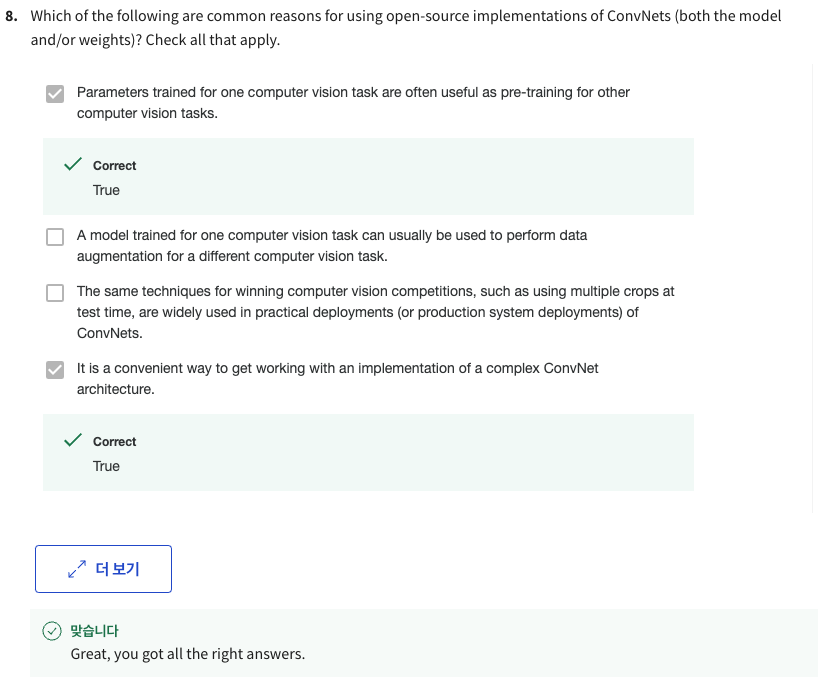 8. Which of the following are common reasons for using open-source implementations of ConvNets (both the model
and/or weights)? Check all that apply.
Parameters trained for one computer vision task are often useful as pre-training for other
computer vision tasks.
Correct
True
A model trained for one computer vision task can usually be used to perform data
augmentation for a different computer vision task.
The same techniques for winning computer vision competitions, such as using multiple crops at
test time, are widely used in practical deployments (or production system deployments) of
ConvNets.
It is a convenient way to get working with an implementation of a complex ConvNet
architecture.
Correct
True
더 보기
맞습니다
Great, you got all the right answers.